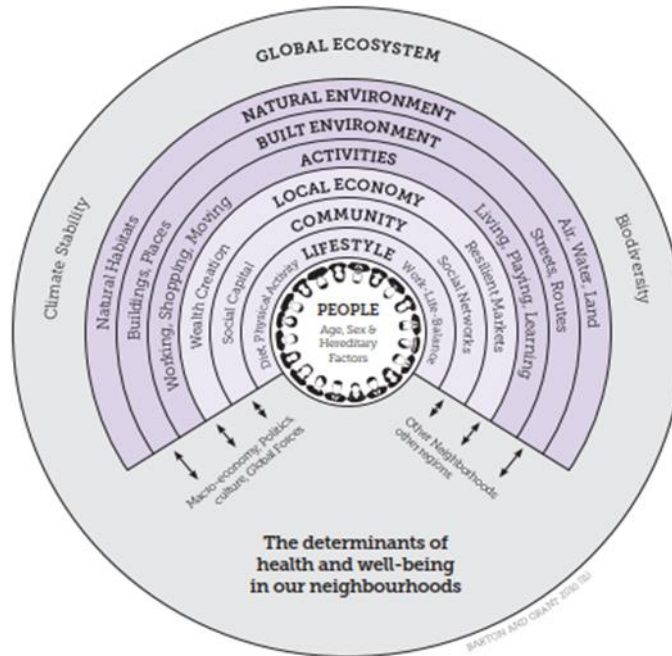 GLOBAL ECOSYSTEM
Climate Stability
Biodiversity
NATURAL ENVIRONMENT
Natural Habitats
Air, Water, Land
BUILT ENVIRONMENT
Buildings, Places
Streets, Routes
ACTIVITIES
Working, Shopping, Moving
Living, Playing, Learning
LOCAL ECONOMY
Wealth Creation
Resilient Markets
COMMUNITY
Social Capital
Social Networks
LIFESTYLE
Diet, Physical Activity
Work-Life-Balance
PEOPLE
Age, Sex &
Hereditary
Factors
Macro-economy, Politics,
culture, Global Forces
Other Neighborhoods
other regions
The determinants of
health and well-being
in our neighbourhoods
BARTON AND GRANT 2010